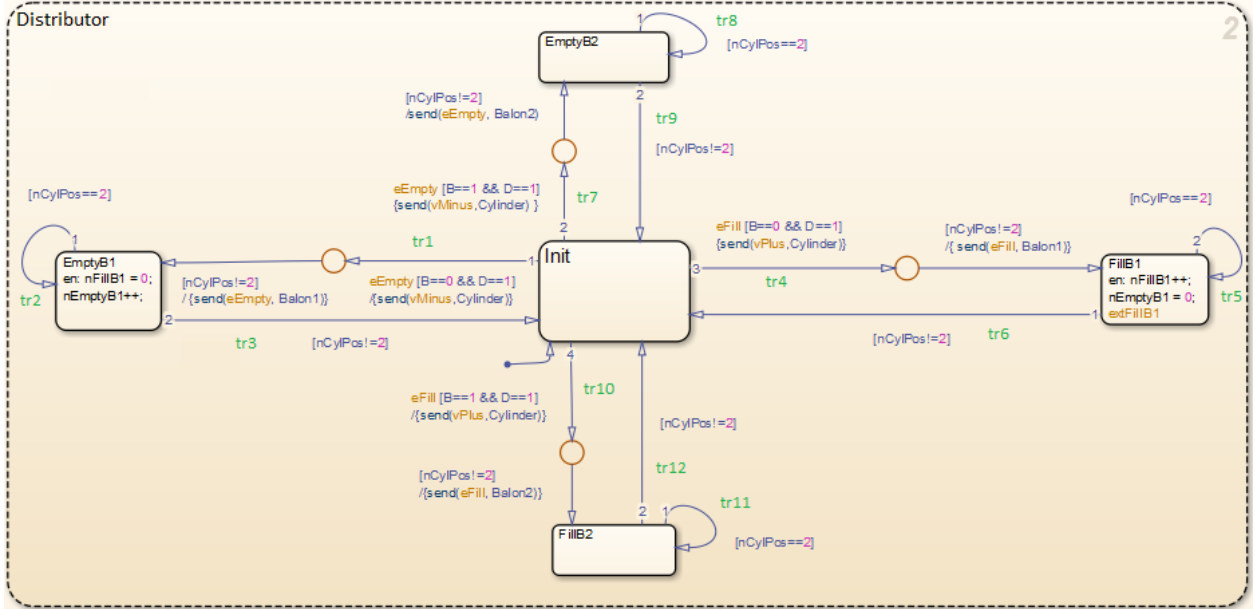 Distributor
2
EmptyB2
1
tr8
[nCylPos==2]
2
[nCylPos!=2]
/send(eEmpty, Balon2)
tr9
[nCylPos!=2]
eEmpty [B==1 && D==1]
{send(vMinus,Cylinder) }
tr7
2
[nCylPos==2]
1
EmptyB1
en: nFillB1 = 0;
nEmptyB1++;
tr2
tr1
1
[nCylPos!=2]
/ {send(eEmpty, Balon1)}
eEmpty [B==0 && D==1]
/{send(vMinus,Cylinder)}
2
tr3
[nCylPos!=2]
Init
eFill [B==0 && D==1]
{send(vPlus,Cylinder)}
3
tr4
[nCylPos!=2]
/{ send(eFill, Balon1)}
[nCylPos==2]
2
FillB1
en: nFillB1++;
nEmptyB1 = 0;
extFillB1
tr5
1
tr6
[nCylPos!=2]
4
tr10
eFill [B==1 && D==1]
/{send(vPlus,Cylinder)}
[nCylPos!=2]
/{send(eFill, Balon2)}
[nCylPos!=2]
tr12
2
1
tr11
FillB2
[nCylPos==2]